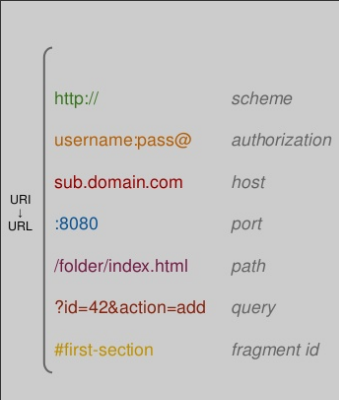 http:// scheme
username:pass@ authorization
sub.domain.com host
URI
↓
URL
:8080 port
/folder/index.html path
?id=42&action=add query
#first-section fragment id